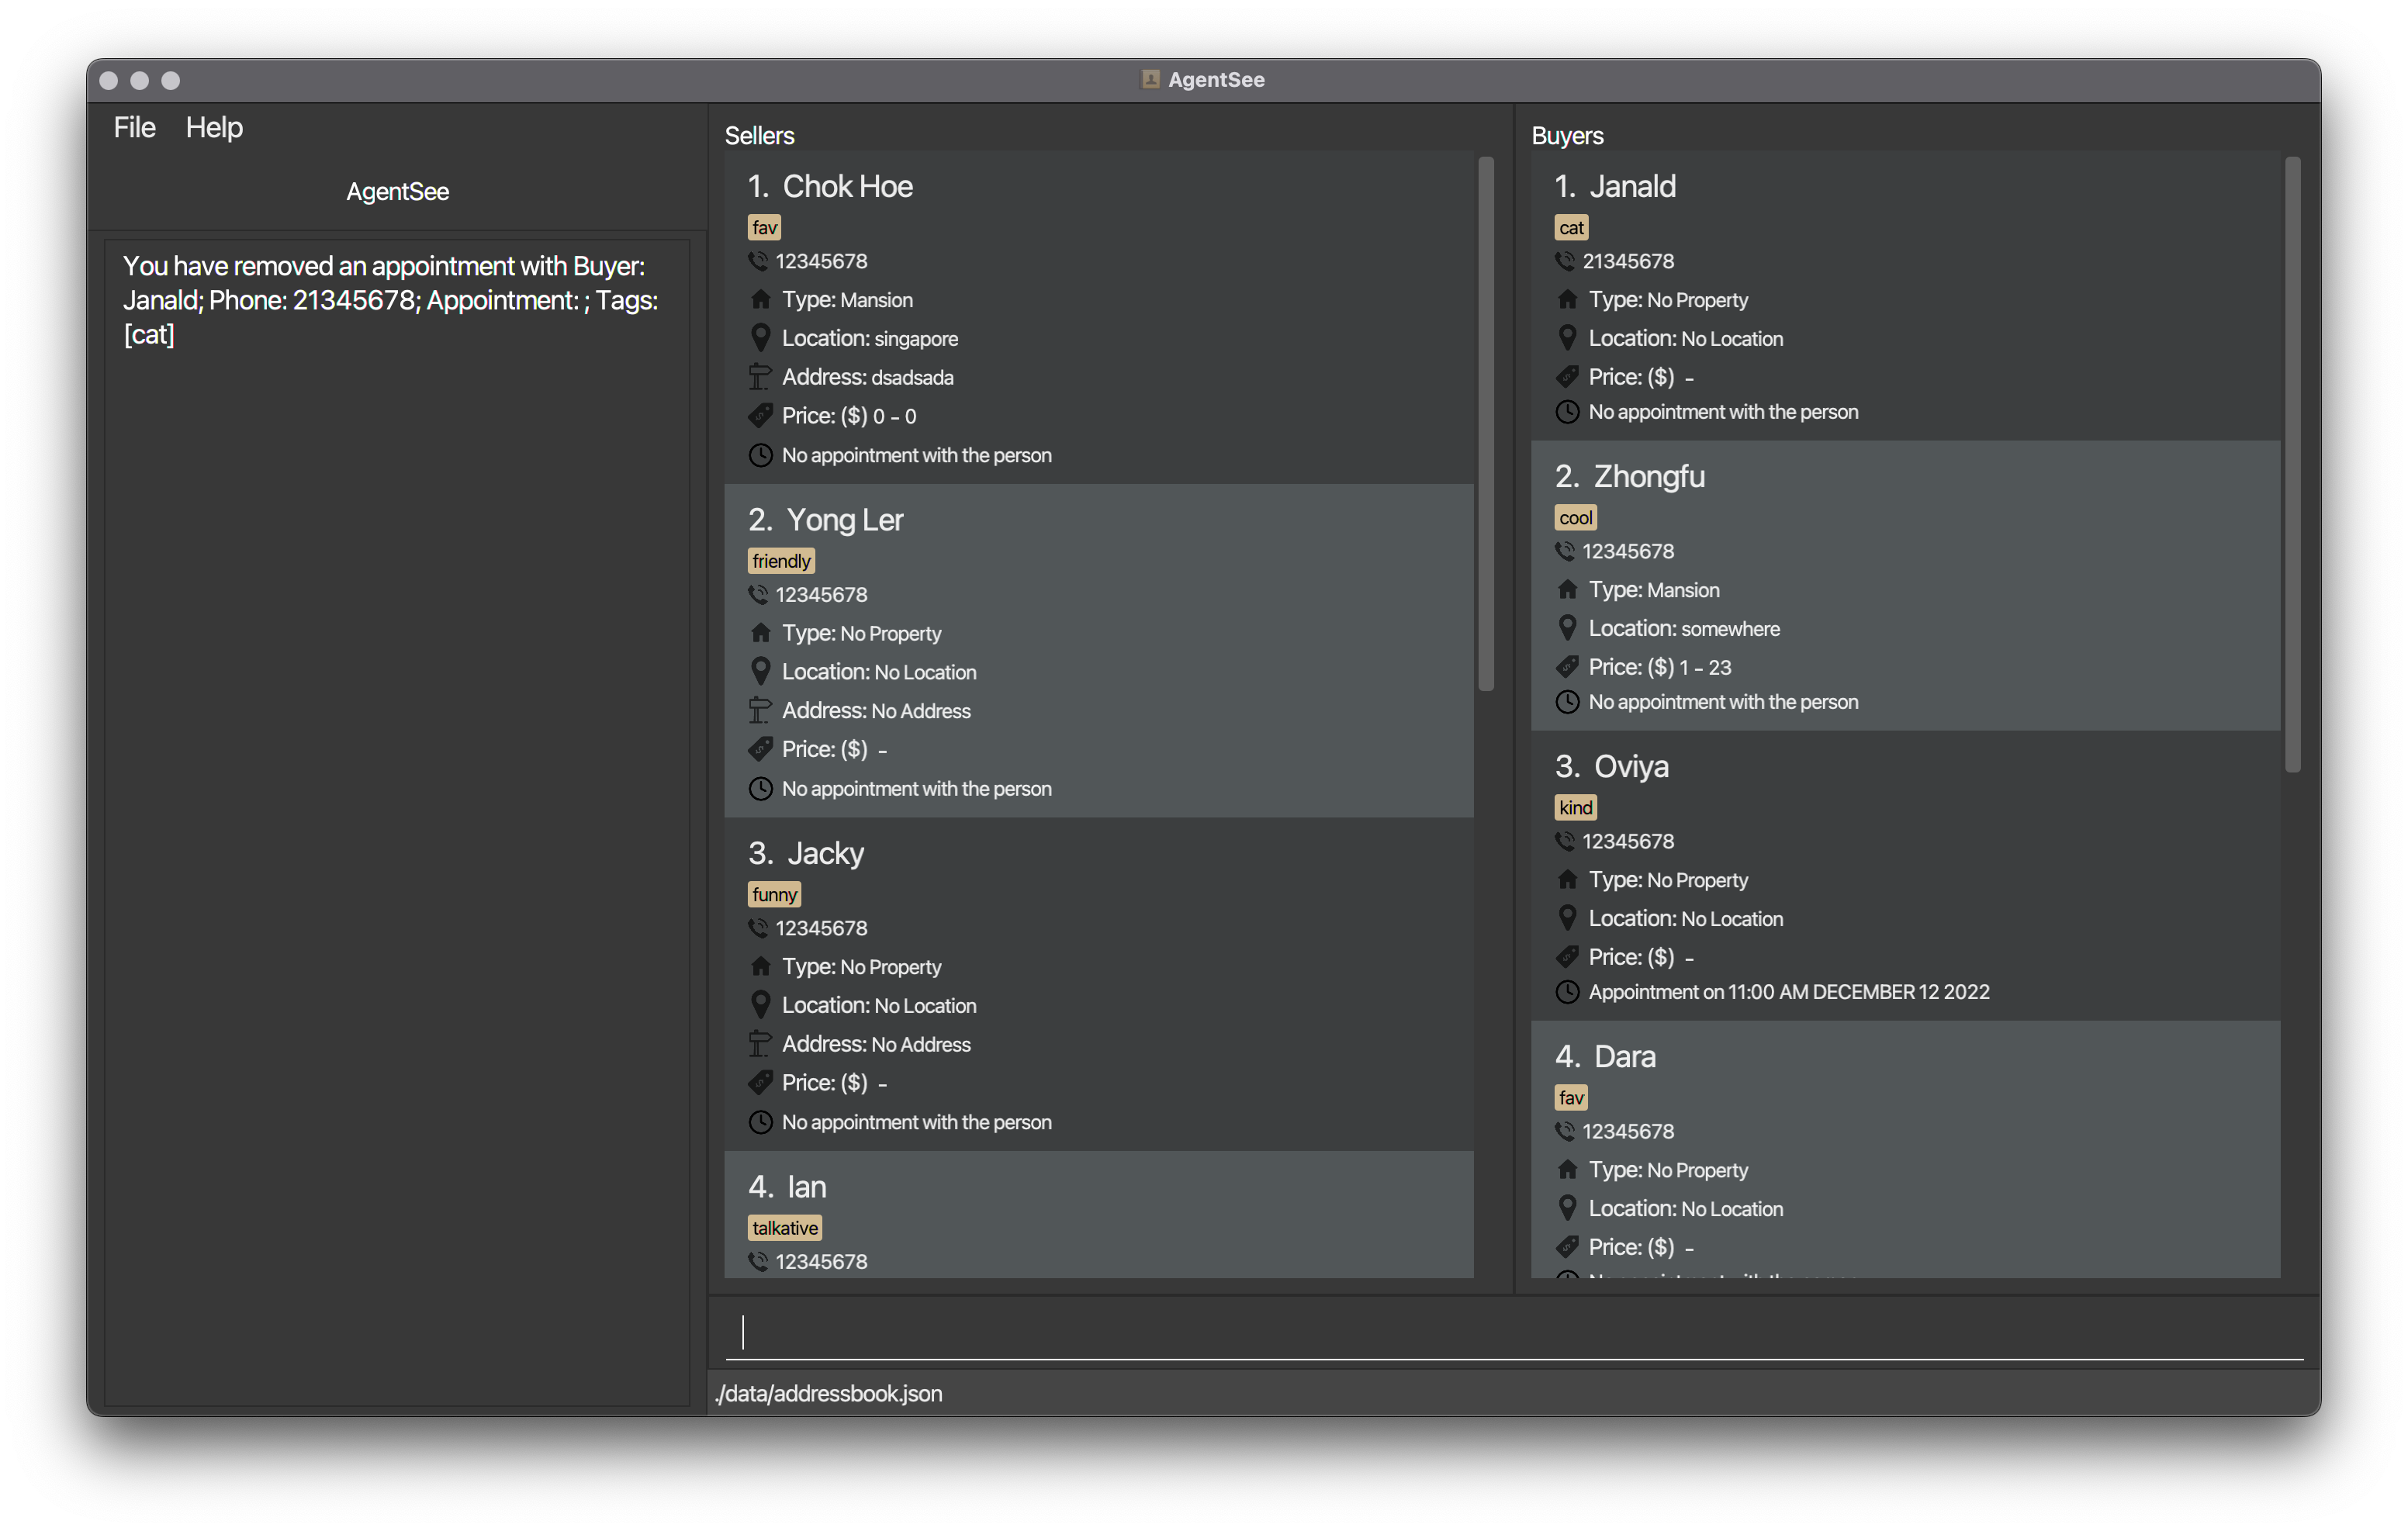 AgentSee
File Help
AgentSee
You have removed an appointment with Buyer:
Janald; Phone: 21345678; Appointment: ; Tags:
[cat]
Sellers
1. Chok Hoe
fav
12345678
Type: Mansion
Location: singapore
Address: dsadsada
Price: ($) 0 - 0
No appointment with the person
2. Yong Ler
friendly
12345678
Type: No Property
Location: No Location
Address: No Address
Price: ($) -
No appointment with the person
3. Jacky
funny
12345678
Type: No Property
Location: No Location
Address: No Address
Price: ($) -
No appointment with the person
4. Ian
talkative
12345678
Buyers
1. Janald
cat
21345678
Type: No Property
Location: No Location
Price: ($) -
No appointment with the person
2. Zhongfu
cool
12345678
Type: Mansion
Location: somewhere
Price: ($) 1 - 23
No appointment with the person
3. Oviya
kind
12345678
Type: No Property
Location: No Location
Price: ($) -
Appointment on 11:00 AM DECEMBER 12 2022
4. Dara
fav
12345678
Type: No Property
Location: No Location
Price: ($) -
./data/addressbook.json